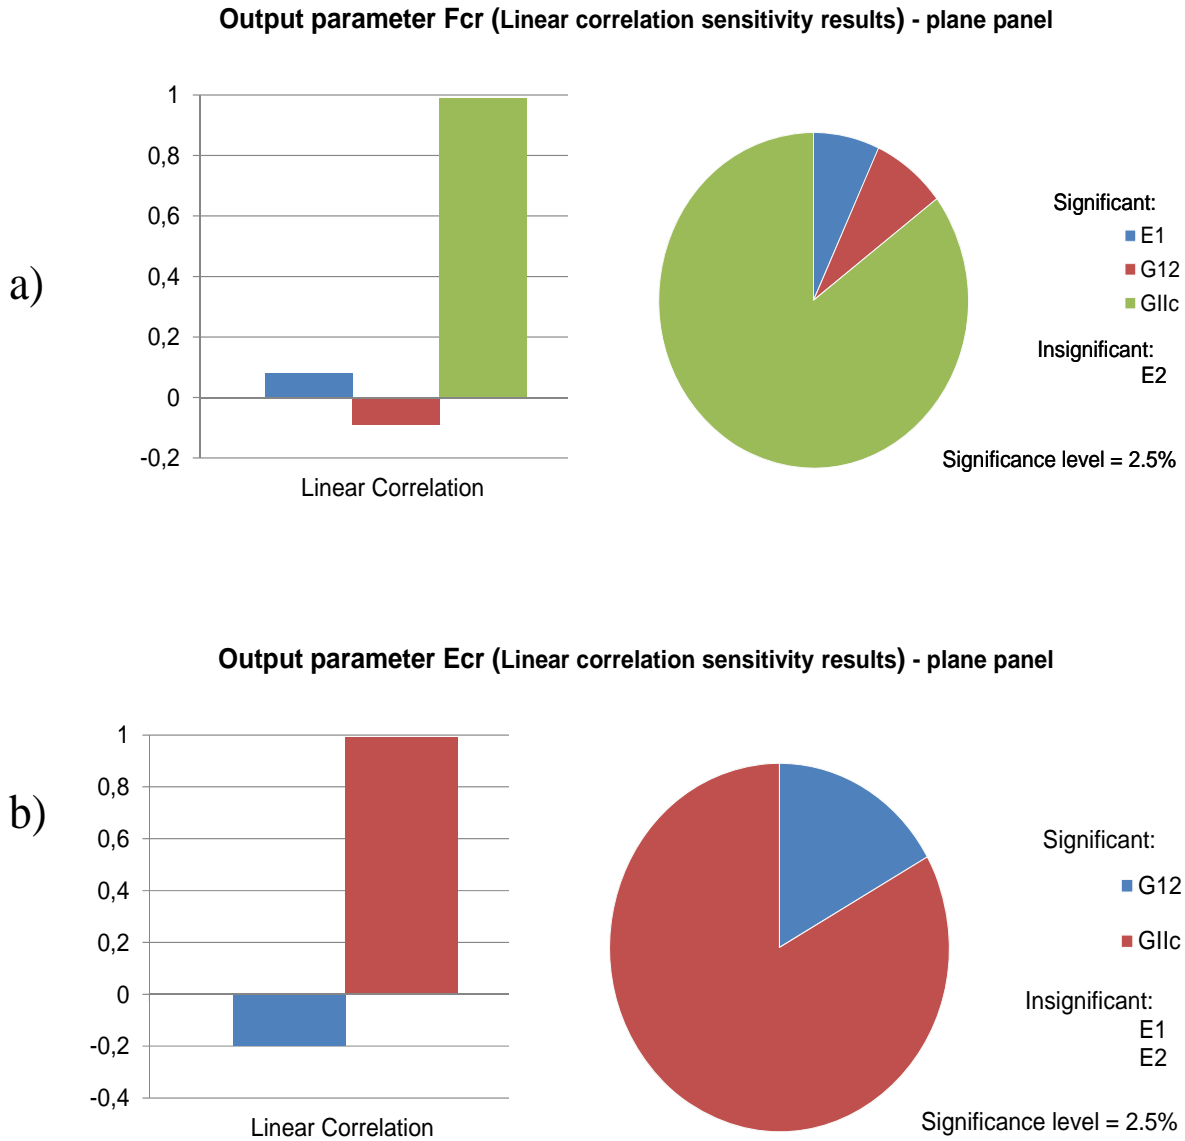 Output parameter Fcr (Linear correlation sensitivity results) - plane panel
a)
1
0,8
0,6
0,4
0,2
0
-0,2
Linear Correlation
Significant:
E1
G12
GIIc
Insignificant:
E2
Significance level = 2.5%
Output parameter Ecr (Linear correlation sensitivity results) - plane panel
b)
1
0,8
0,6
0,4
0,2
0
-0,2
-0,4
Linear Correlation
Significant:
G12
GIIc
Insignificant:
E1
E2
Significance level = 2.5%